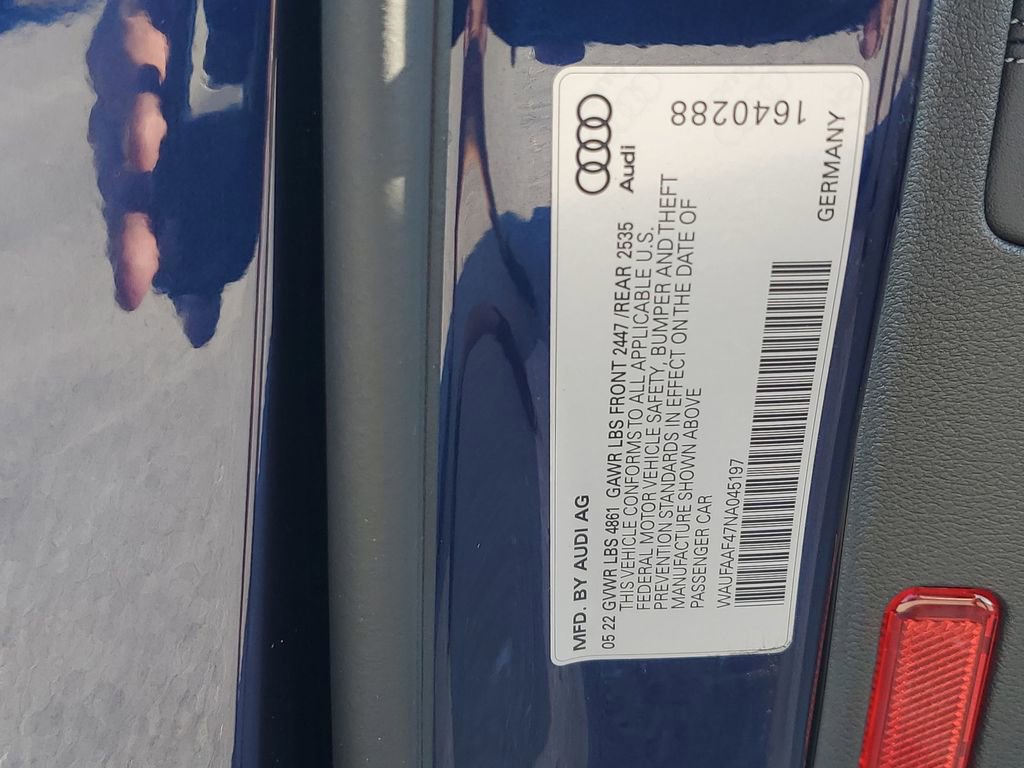 MFD. BY AUDI AG
Audi
05 22 GVWR LBS 4861 GAWR LBS FRONT 2447 /REAR 2535
THIS VEHICLE CONFORMS TO ALL APPLICABLE U.S.
FEDERAL MOTOR VEHICLE SAFETY, BUMPER AND THEFT
PREVENTION STANDARDS IN EFFECT ON THE DATE OF
MANUFACTURE SHOWN ABOVE
PASSENGER CAR
1640288
WAUFAAF47NA045197
GERMANY